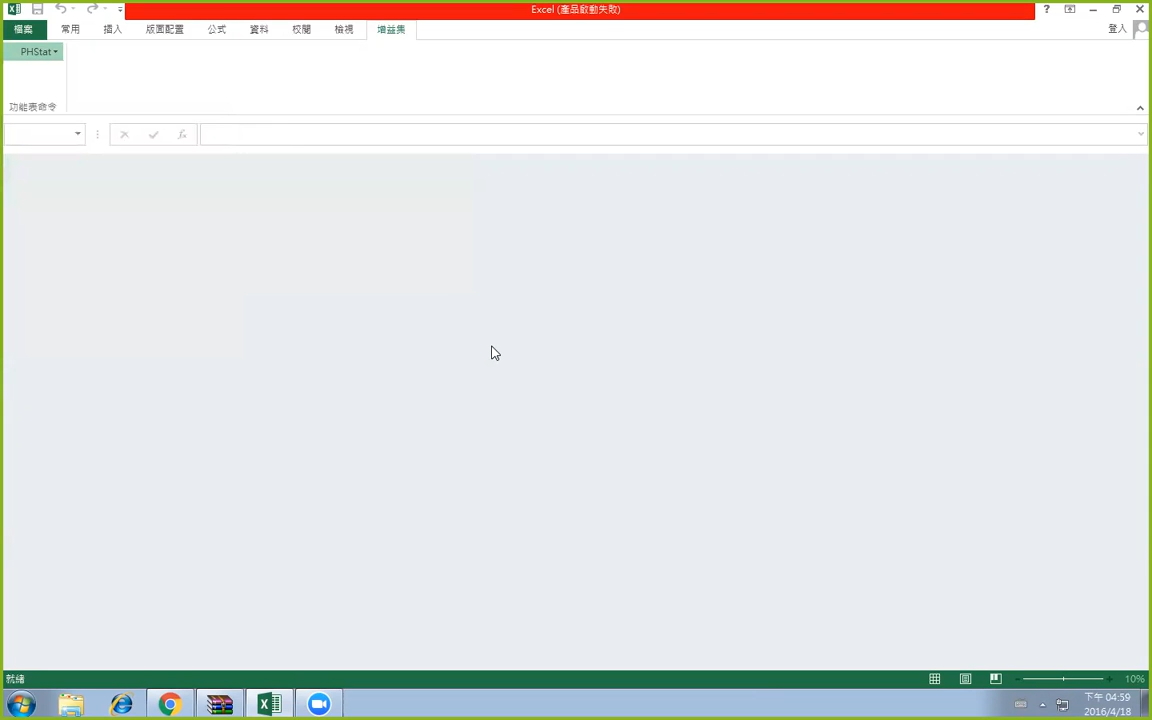 Excel (產品啟動失敗)
?
檔案 常用 插入 版面配置 公式 資料 校閱 檢視 增益集 登入
PHStat
功能表命令
fx
就緒 10%
下午 04:59
2016/4/18